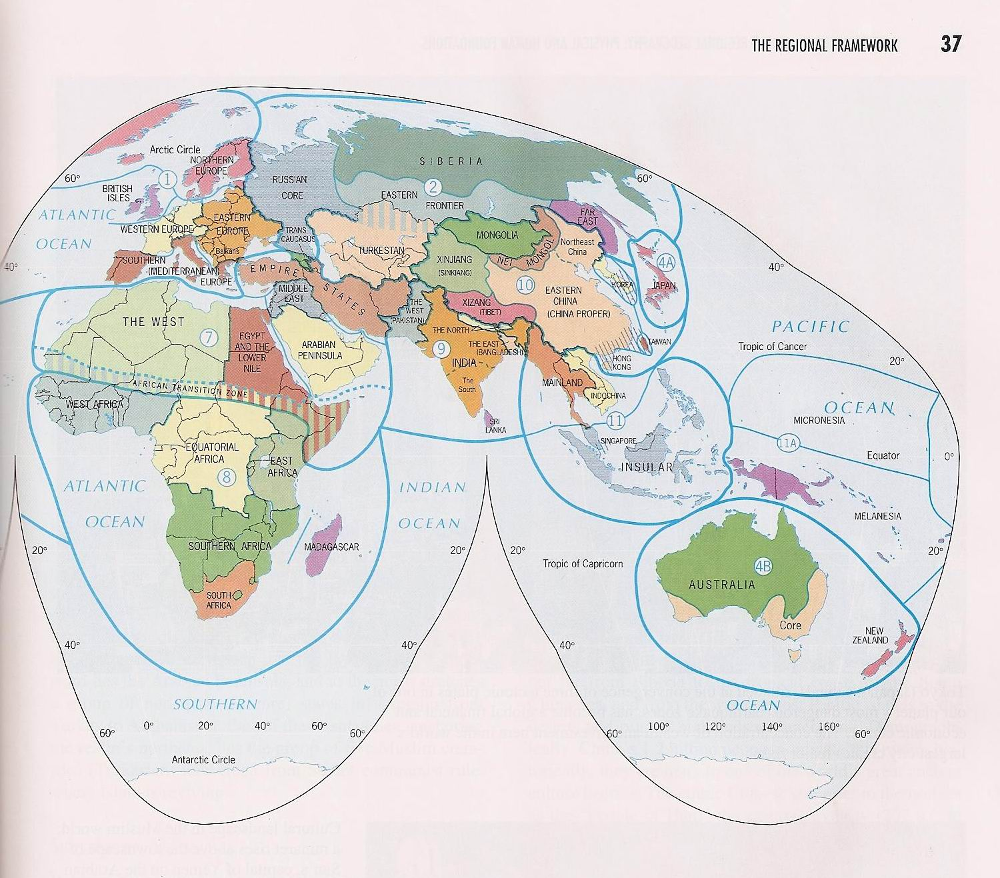 THE REGIONAL FRAMEWORK 37
Arctic Circle
NORTHERN
EUROPE
SIBERIA
60°
1
RUSSIAN
CORE
60°
BRITISH
ISLES
2
EASTERN
FRONTIER
ATLANTIC
OCEAN
EASTERN
EUROPE
Balkans
WESTERN EUROPE
TRANS
CAUCASUS
FAR
EAST
MONGOLIA
Northeast
China
TURKESTAN
SOUTHERN
(MEDITERRANEAN)
EUROPE
EMPIRE
STATES
XINJIANG
(SINKIANG)
NEI MONGOL
4A
JAPAN
KOREA
40°
40°
10
EASTERN
CHINA
(CHINA PROPER)
MIDDLE
EAST
THE
WEST
(PAKISTAN)
XIZANG
(TIBET)
THE WEST
7
EGYPT
AND THE
LOWER
NILE
ARABIAN
PENINSULA
THE NORTH
THE EAST
(BANGLADESH)
9
INDIA
The
South
TAIWAN
HONG
KONG
PACIFIC
Tropic of Cancer
20°
AFRICAN TRANSITION ZONE
MAINLAND
INDOCHINA
WEST AFRICA
OCEAN
MICRONESIA
SRI
LANKA
11
SINGAPORE
11A
EQUATORIAL
AFRICA
8
EAST
AFRICA
INSULAR
Equator
0°
ATLANTIC
OCEAN
INDIAN
OCEAN
MELANESIA
SOUTHERN AFRICA
MADAGASCAR
20°
20°
20°
20°
Tropic of Capricorn
4B
AUSTRALIA
SOUTH
AFRICA
Core
NEW
ZEALAND
40°
40°
40°
SOUTHERN
OCEAN
0° 20° 40° 60°
100° 120° 140° 160°
60°
60°
60°
60°
Antarctic Circle